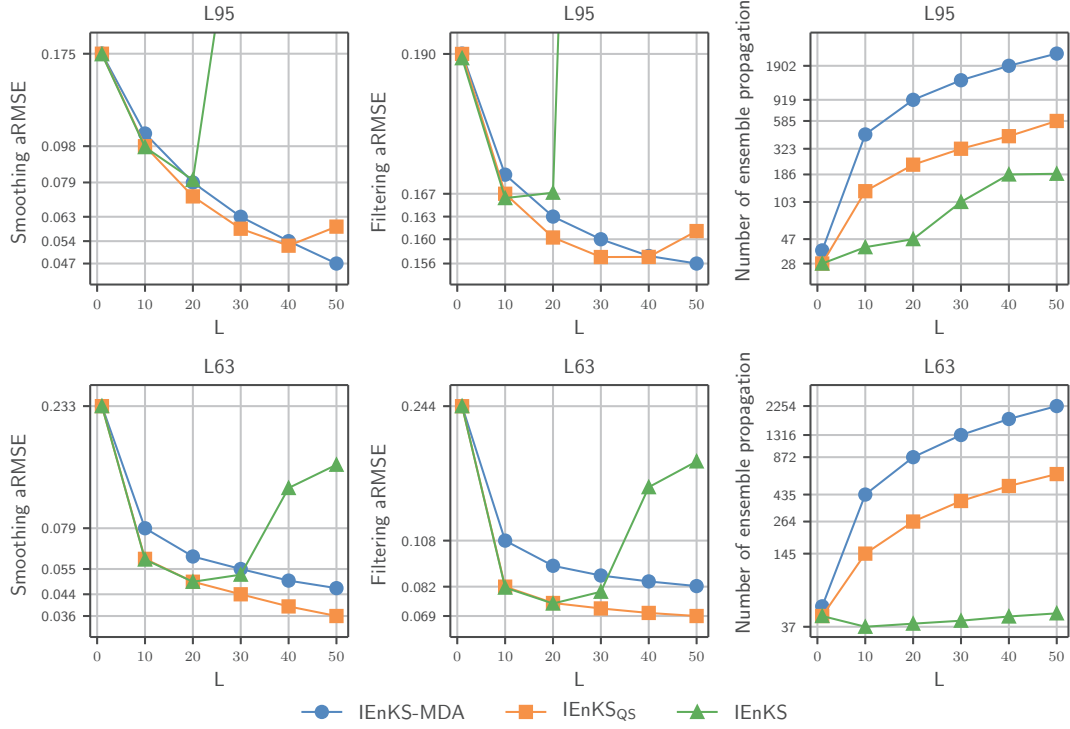 L95
L95
L95
Smoothing aRMSE
0.175
0.098
0.079
0.063
0.054
0.047
0 10 20 30 40 50
L
Filtering aRMSE
0.190
0.167
0.163
0.160
0.156
0 10 20 30 40 50
L
Number of ensemble propagation
1902
919
585
323
186
103
47
28
0 10 20 30 40 50
L
L63
L63
L63
Smoothing aRMSE
0.233
0.079
0.055
0.044
0.036
0 10 20 30 40 50
L
Filtering aRMSE
0.244
0.108
0.082
0.069
0 10 20 30 40 50
L
Number of ensemble propagation
2254
1316
872
435
264
145
37
0 10 20 30 40 50
L
IEnKS-MDA IEnKS_QS IEnKS